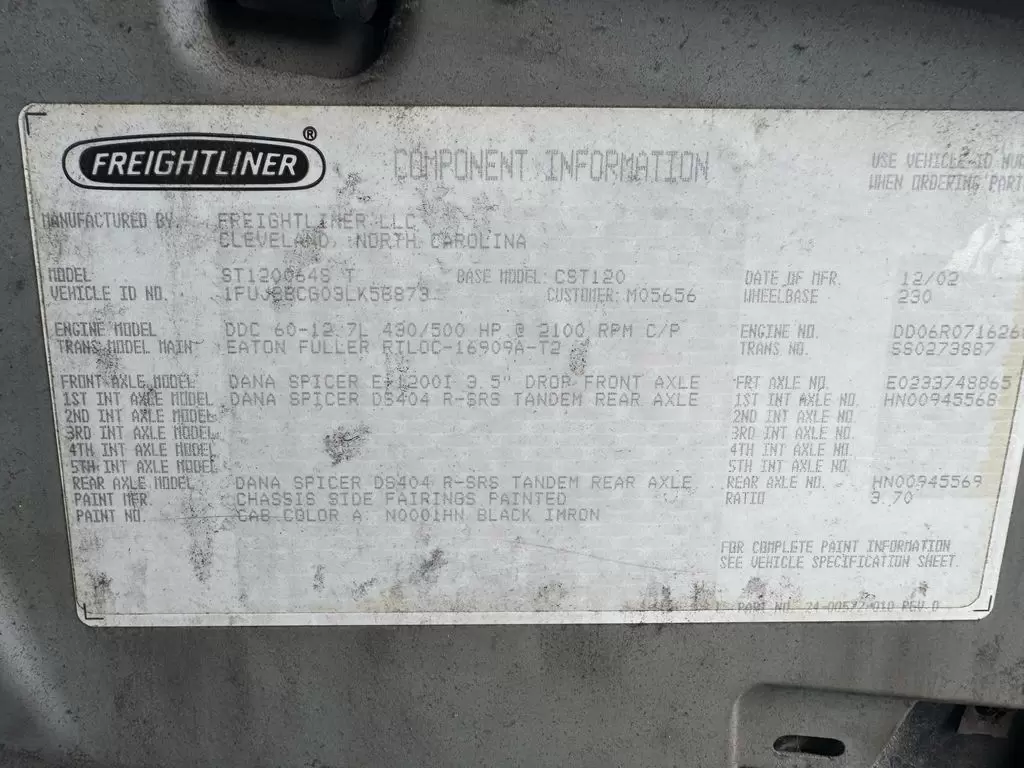 FREIGHTLINER ®
COMPONENT INFORMATION
USE VEHICLE ID
WHEN ORDERING
MANUFACTURED BY: FREIGHTLINER LLC
CLEVELAND, NORTH CAROLINA
MODEL ST120064S T BASE MODEL: CST120 DATE OF MFR. 12/02
VEHICLE ID NO. CUSTOMER: M05656 WHEELBASE 230
ENGINE MODEL DDC 60-12.7L 430/500 HP @ 2100 RPM C/P ENGINE NO.
TRANS MODEL MAIN EATON FULLER RTLOC-16909A-T2 TRANS NO. SS0273887
FRONT AXLE MODEL DANA SPICER 3.5" DROP FRONT AXLE FRT AXLE NO. E0233748865
1ST INT AXLE MODEL DANA SPICER DS404 R-SRS TANDEM REAR AXLE 1ST INT AXLE NO. HN00945568
2ND INT AXLE MODEL 2ND INT AXLE NO.
3RD INT AXLE MODEL 3RD INT AXLE NO.
4TH INT AXLE MODEL 4TH INT AXLE NO.
5TH INT AXLE MODEL 5TH INT AXLE NO.
REAR AXLE MODEL DANA SPICER DS404 R-SRS TANDEM REAR AXLE REAR AXLE NO. HN00945569
PAINT MFR. CHASSIS SIDE FAIRINGS PAINTED RATIO 3.70
PAINT NO. CAB COLOR A: N0001HN BLACK IMRON
FOR COMPLETE PAINT INFORMATION
SEE VEHICLE SPECIFICATION SHEET.
PART NO. 24-00572-010 REV D